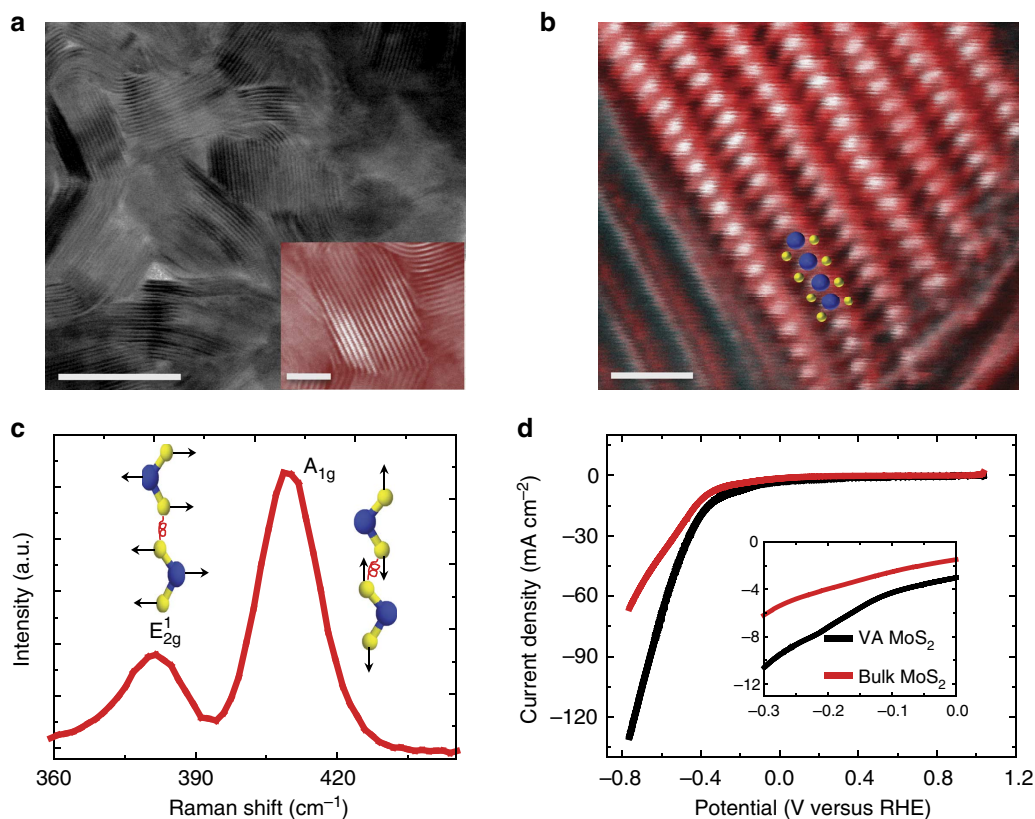 a
b
c
A₁g
E¹₂g
Intensity (a.u.)
360
390
420
Raman shift (cm⁻¹)
d
0
−30
−60
−90
−120
Current density (mA cm⁻²)
−0.8
−0.4
0.0
0.4
0.8
1.2
Potential (V versus RHE)
0
−4
−8
−12
−0.3
−0.2
−0.1
0.0
VA MoS₂
Bulk MoS₂